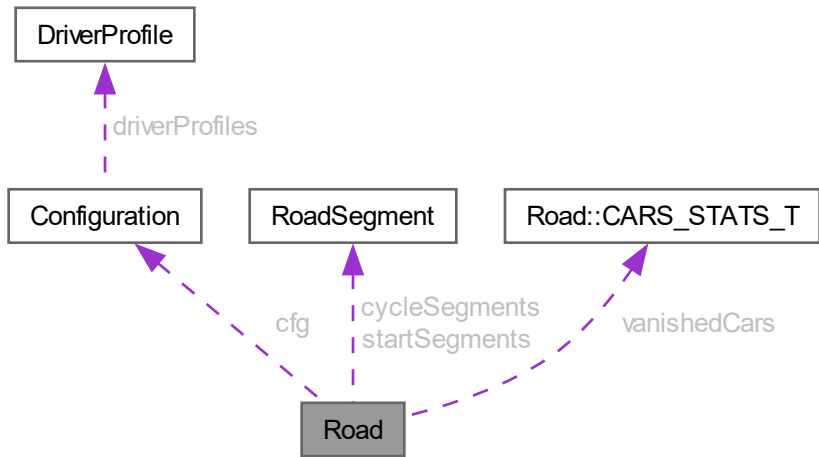 DriverProfile
driverProfiles
Configuration
RoadSegment
Road::CARS_STATS_T
cfg
cycleSegments
startSegments
vanishedCars
Road